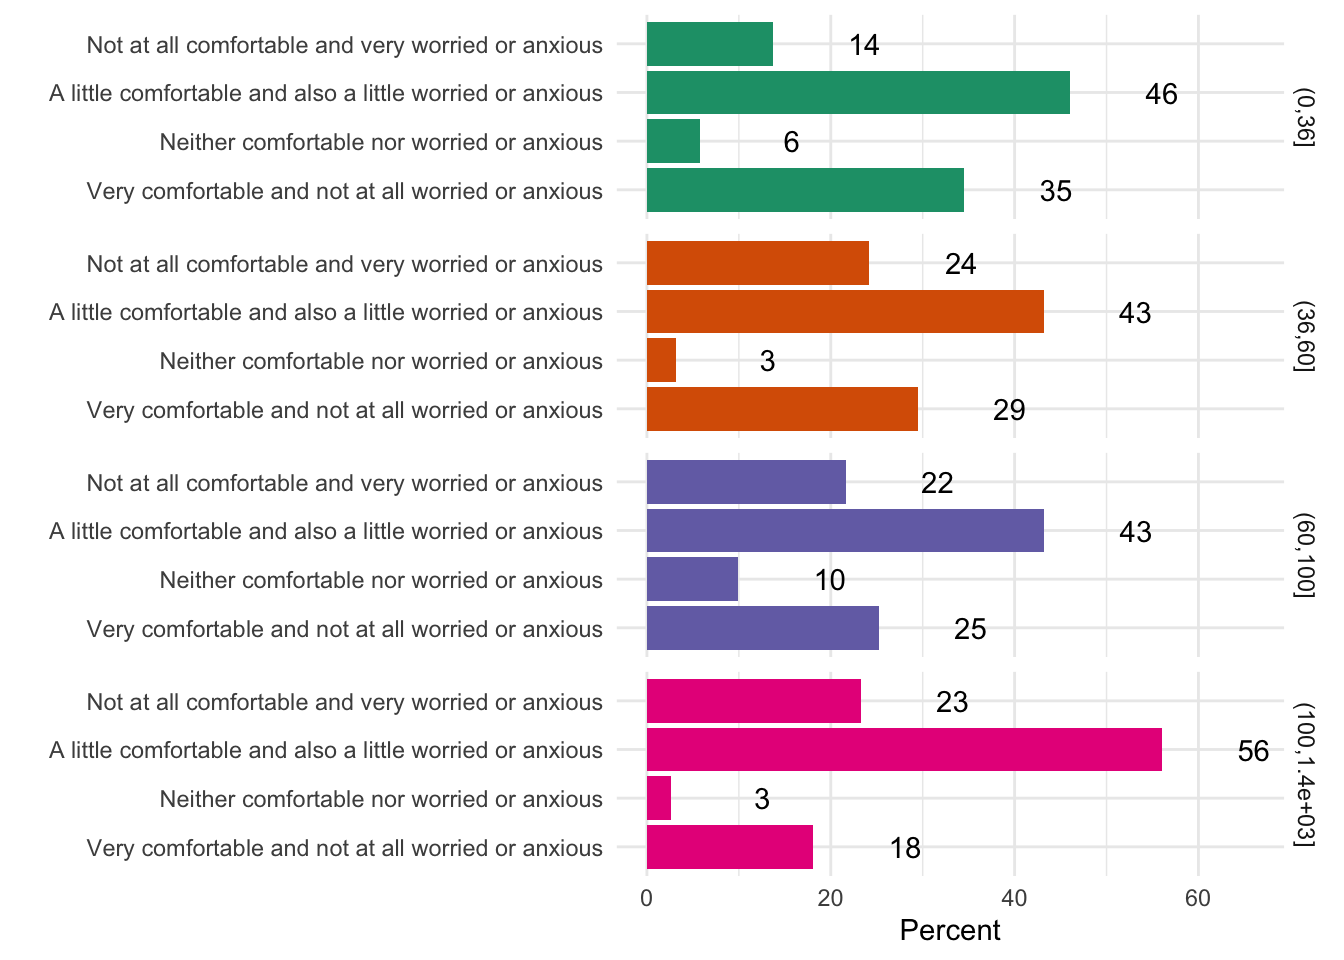 Not at all comfortable and very worried or anxious 14
A little comfortable and also a little worried or anxious 46
Neither comfortable nor worried or anxious 6
Very comfortable and not at all worried or anxious 35
(0,36]
Not at all comfortable and very worried or anxious 24
A little comfortable and also a little worried or anxious 43
Neither comfortable nor worried or anxious 3
Very comfortable and not at all worried or anxious 29
(36,60]
Not at all comfortable and very worried or anxious 22
A little comfortable and also a little worried or anxious 43
Neither comfortable nor worried or anxious 10
Very comfortable and not at all worried or anxious 25
(60,100]
Not at all comfortable and very worried or anxious 23
A little comfortable and also a little worried or anxious 56
Neither comfortable nor worried or anxious 3
Very comfortable and not at all worried or anxious 18
(100,1.4e+03]
0 20 40 60
Percent